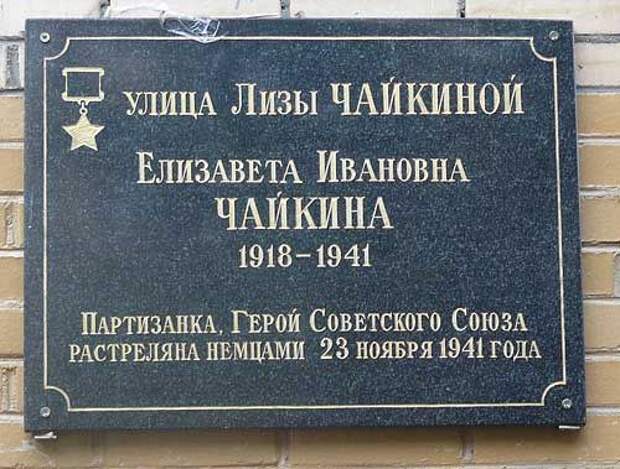 УЛИЦА ЛИЗЫ ЧАЙКИНОЙ
ЕЛИЗАВЕТА ИВАНОВНА
ЧАЙКИНА
1918-1941
ПАРТИЗАНКА, ГЕРОЙ СОВЕТСКОГО СОЮЗА
РАСТРЕЛЯНА НЕМЦАМИ 23 НОЯБРЯ 1941 ГОДА